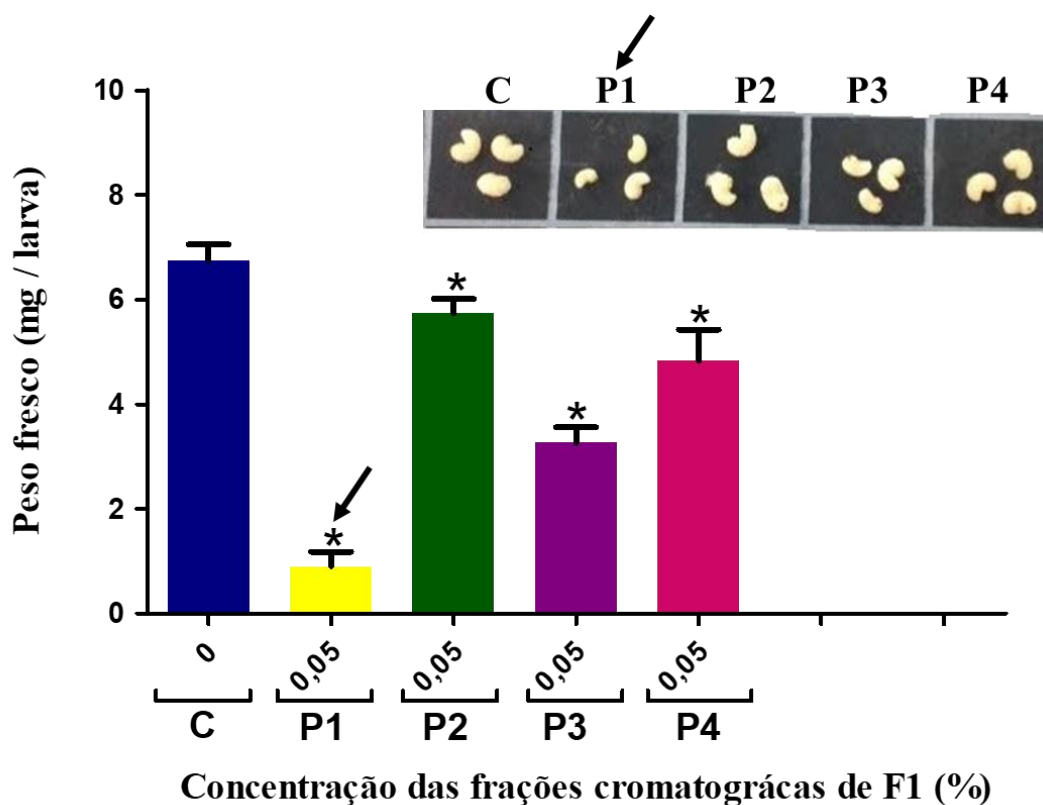 C P1 P2 P3 P4
10
8
6
4
2
0
Peso fresco (mg / larva)
* * * *
0 0,05 0,05 0,05 0,05
C P1 P2 P3 P4
Concentração das frações cromatográcas de F1 (%)